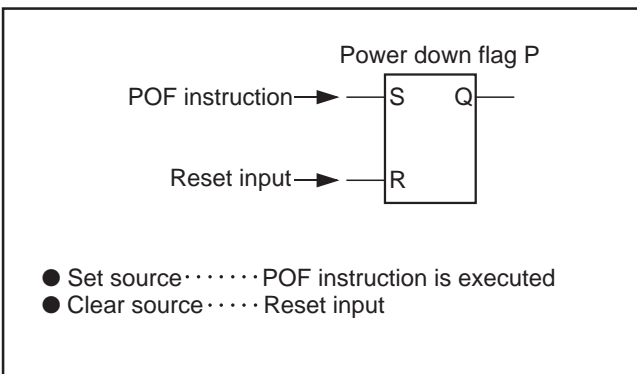 Power down flag P
POF instruction
S Q
Reset input
R
● Set source ······· POF instruction is executed
● Clear source ····· Reset input